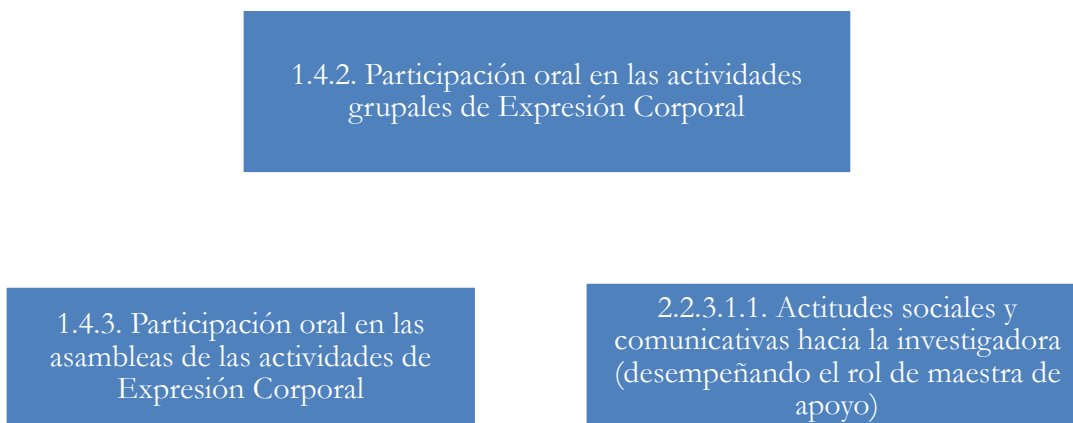 1.4.2. Participación oral en las actividades
grupales de Expresión Corporal
1.4.3. Participación oral en las
asambleas de las actividades de
Expresión Corporal
2.2.3.1.1. Actitudes sociales y
comunicativas hacia la investigadora
(desempeñando el rol de maestra de
apoyo)